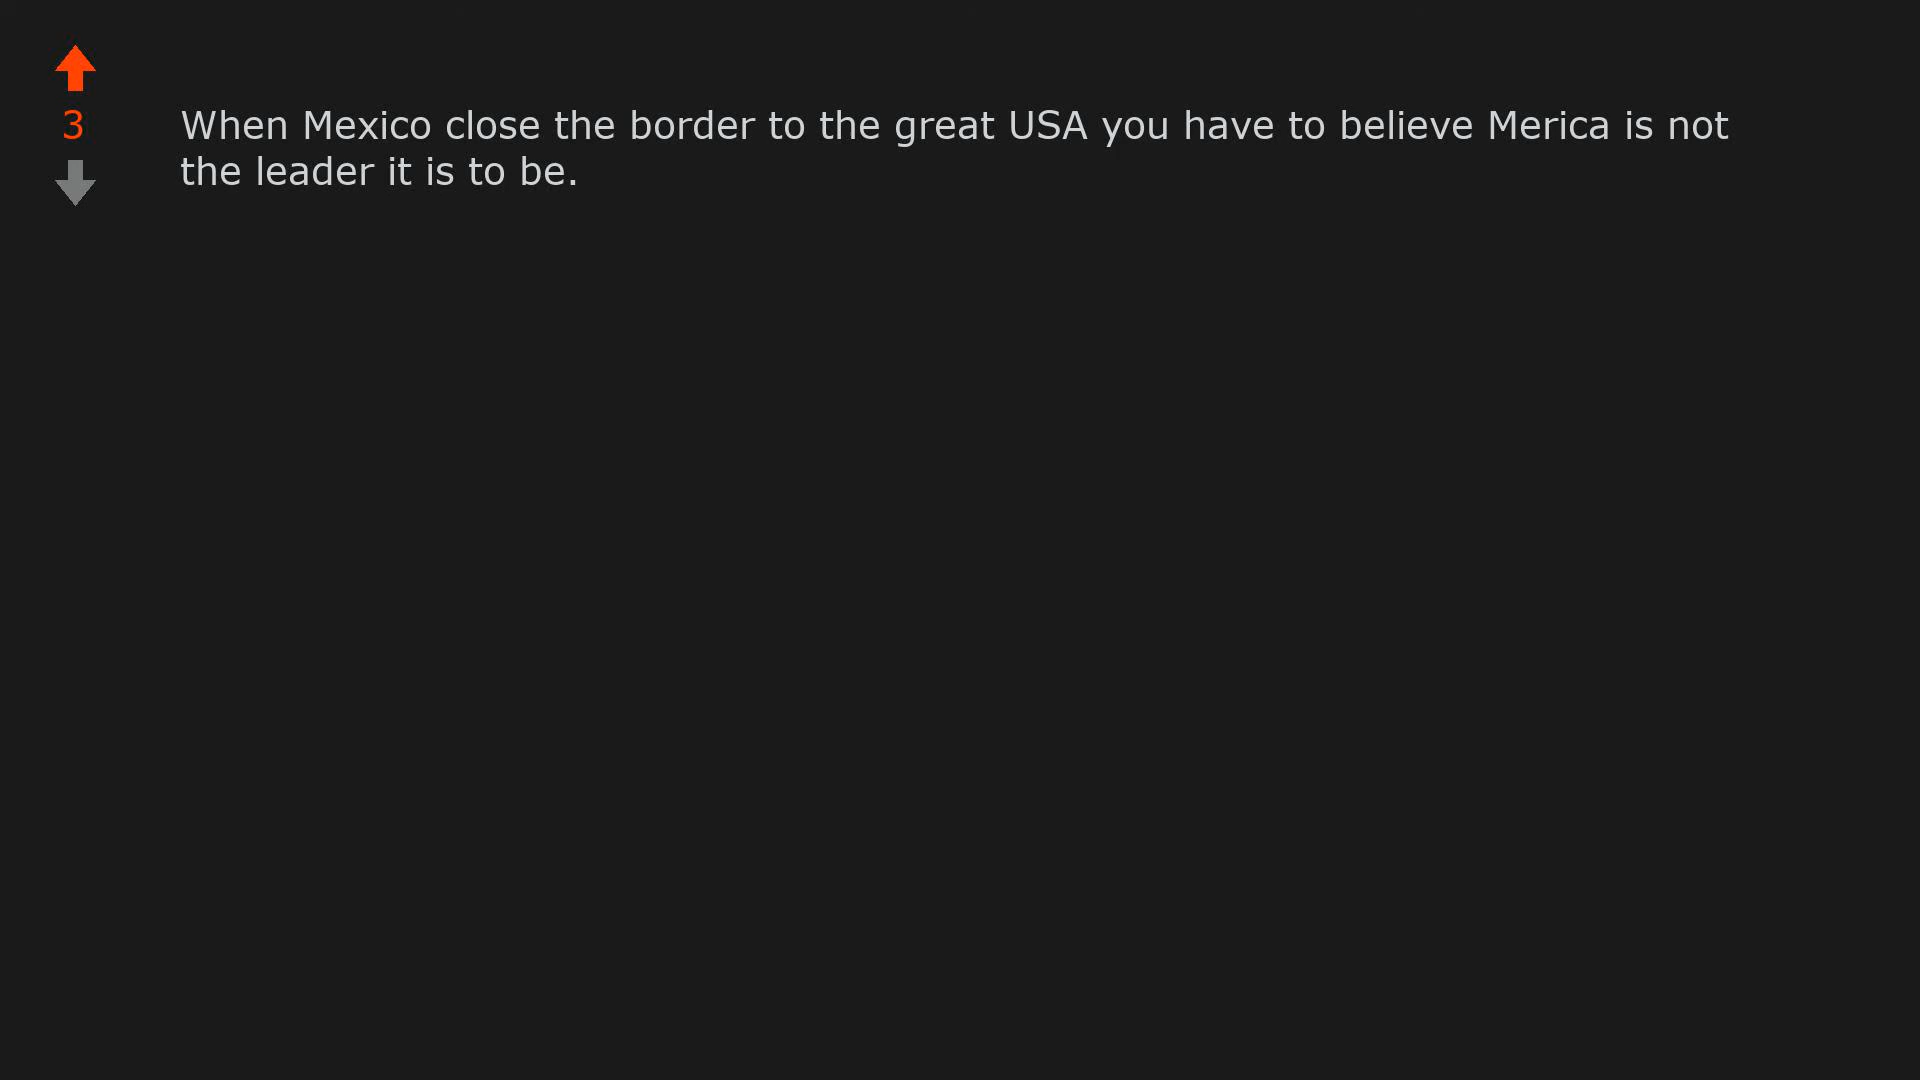 3
When Mexico close the border to the great USA you have to believe Merica is not
the leader it is to be.